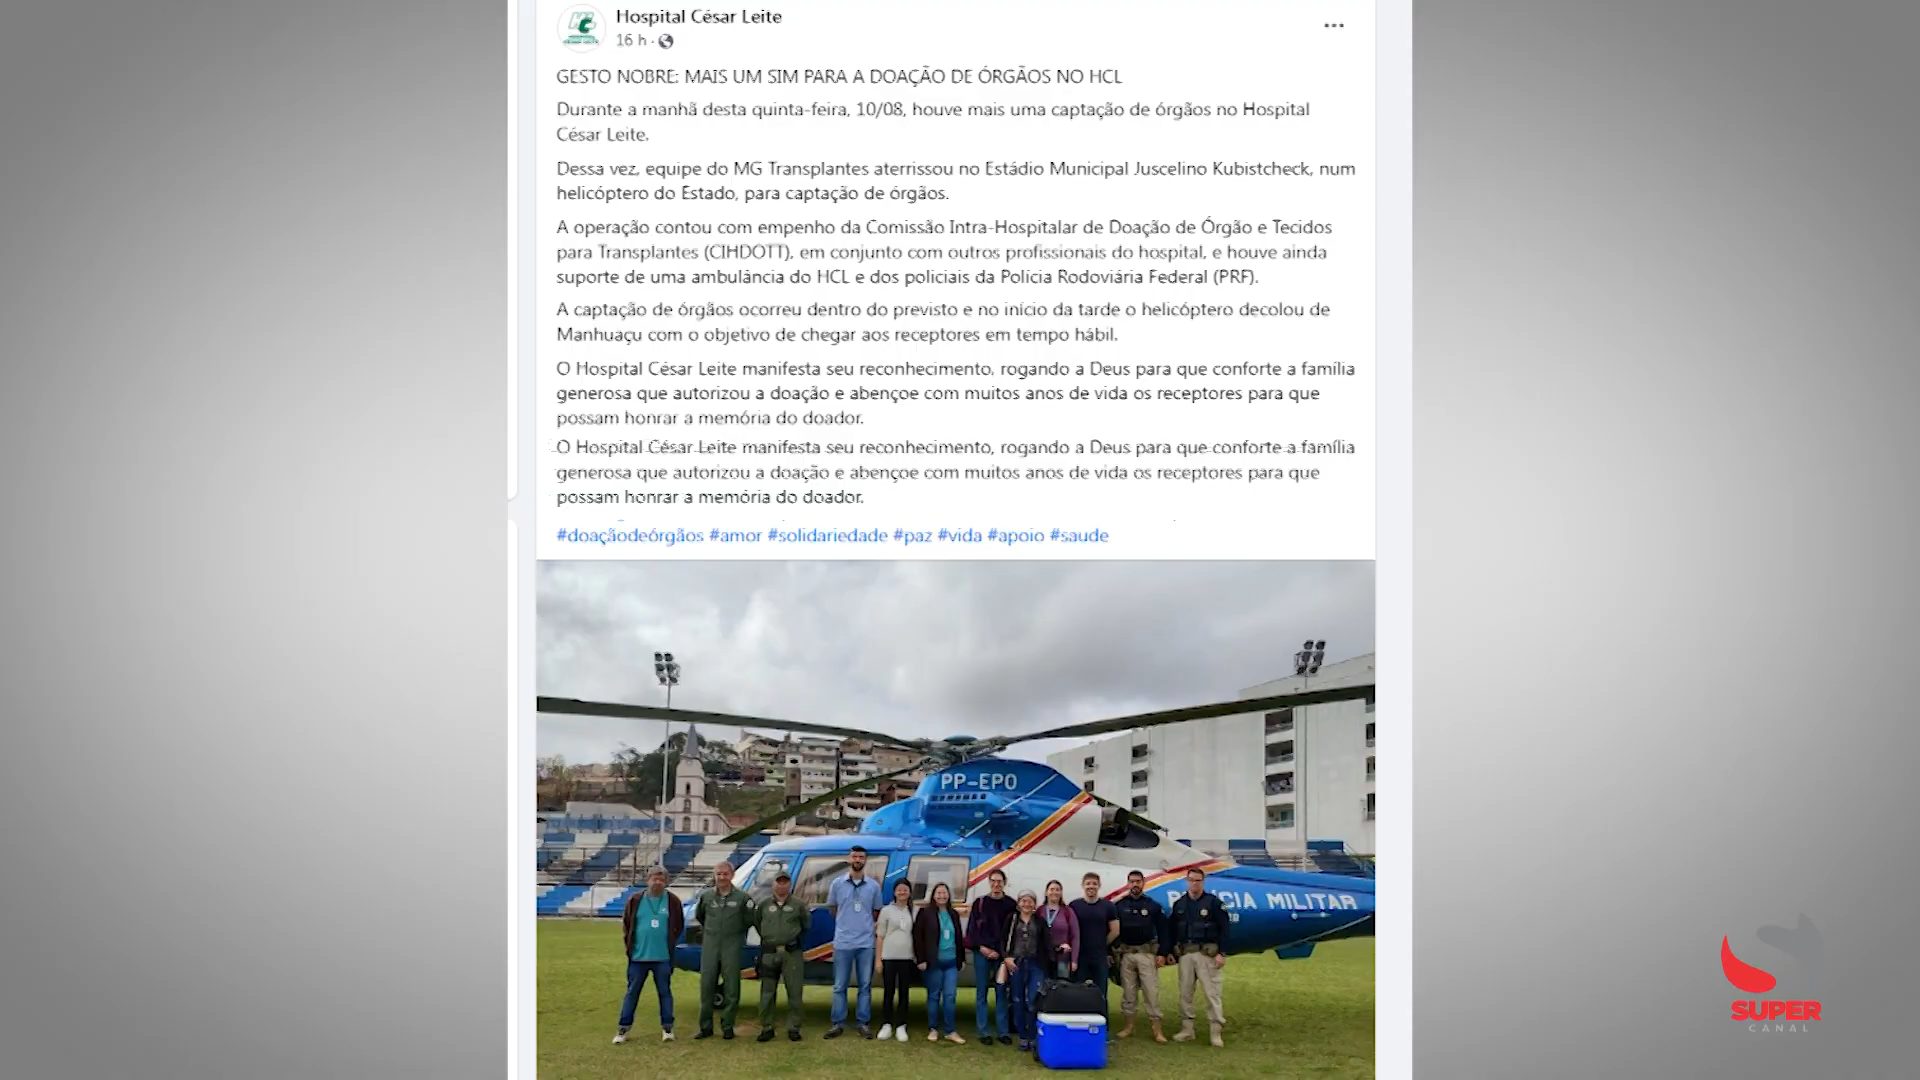 Hospital César Leite
16 h ·
GESTO NOBRE: MAIS UM SIM PARA A DOAÇÃO DE ÓRGÃOS NO HCL
Durante a manhã desta quinta-feira, 10/08, houve mais uma captação de órgãos no Hospital
César Leite.
Dessa vez, equipe do MG Transplantes aterrissou no Estádio Municipal Juscelino Kubistcheck, num
helicóptero do Estado, para captação de órgãos.
A operação contou com empenho da Comissão Intra-Hospitalar de Doação de Órgão e Tecidos
para Transplantes (CIHDOTT), em conjunto com outros profissionais do hospital, e houve ainda
suporte de uma ambulância do HCL e dos policiais da Polícia Rodoviária Federal (PRF).
A captação de órgãos ocorreu dentro do previsto e no início da tarde o helicóptero decolou de
Manhuaçu com o objetivo de chegar aos receptores em tempo hábil.
O Hospital César Leite manifesta seu reconhecimento, rogando a Deus para que conforte a família
generosa que autorizou a doação e abençoe com muitos anos de vida os receptores para que
possam honrar a memória do doador.
O Hospital César Leite manifesta seu reconhecimento, rogando a Deus para que conforte a família
generosa que autorizou a doação e abençoe com muitos anos de vida os receptores para que
possam honrar a memória do doador.
#doaçãodeórgãos #amor #solidariedade #paz #vida #apoio #saude
PP-EPO
MILITAR
SUPER
CANAL